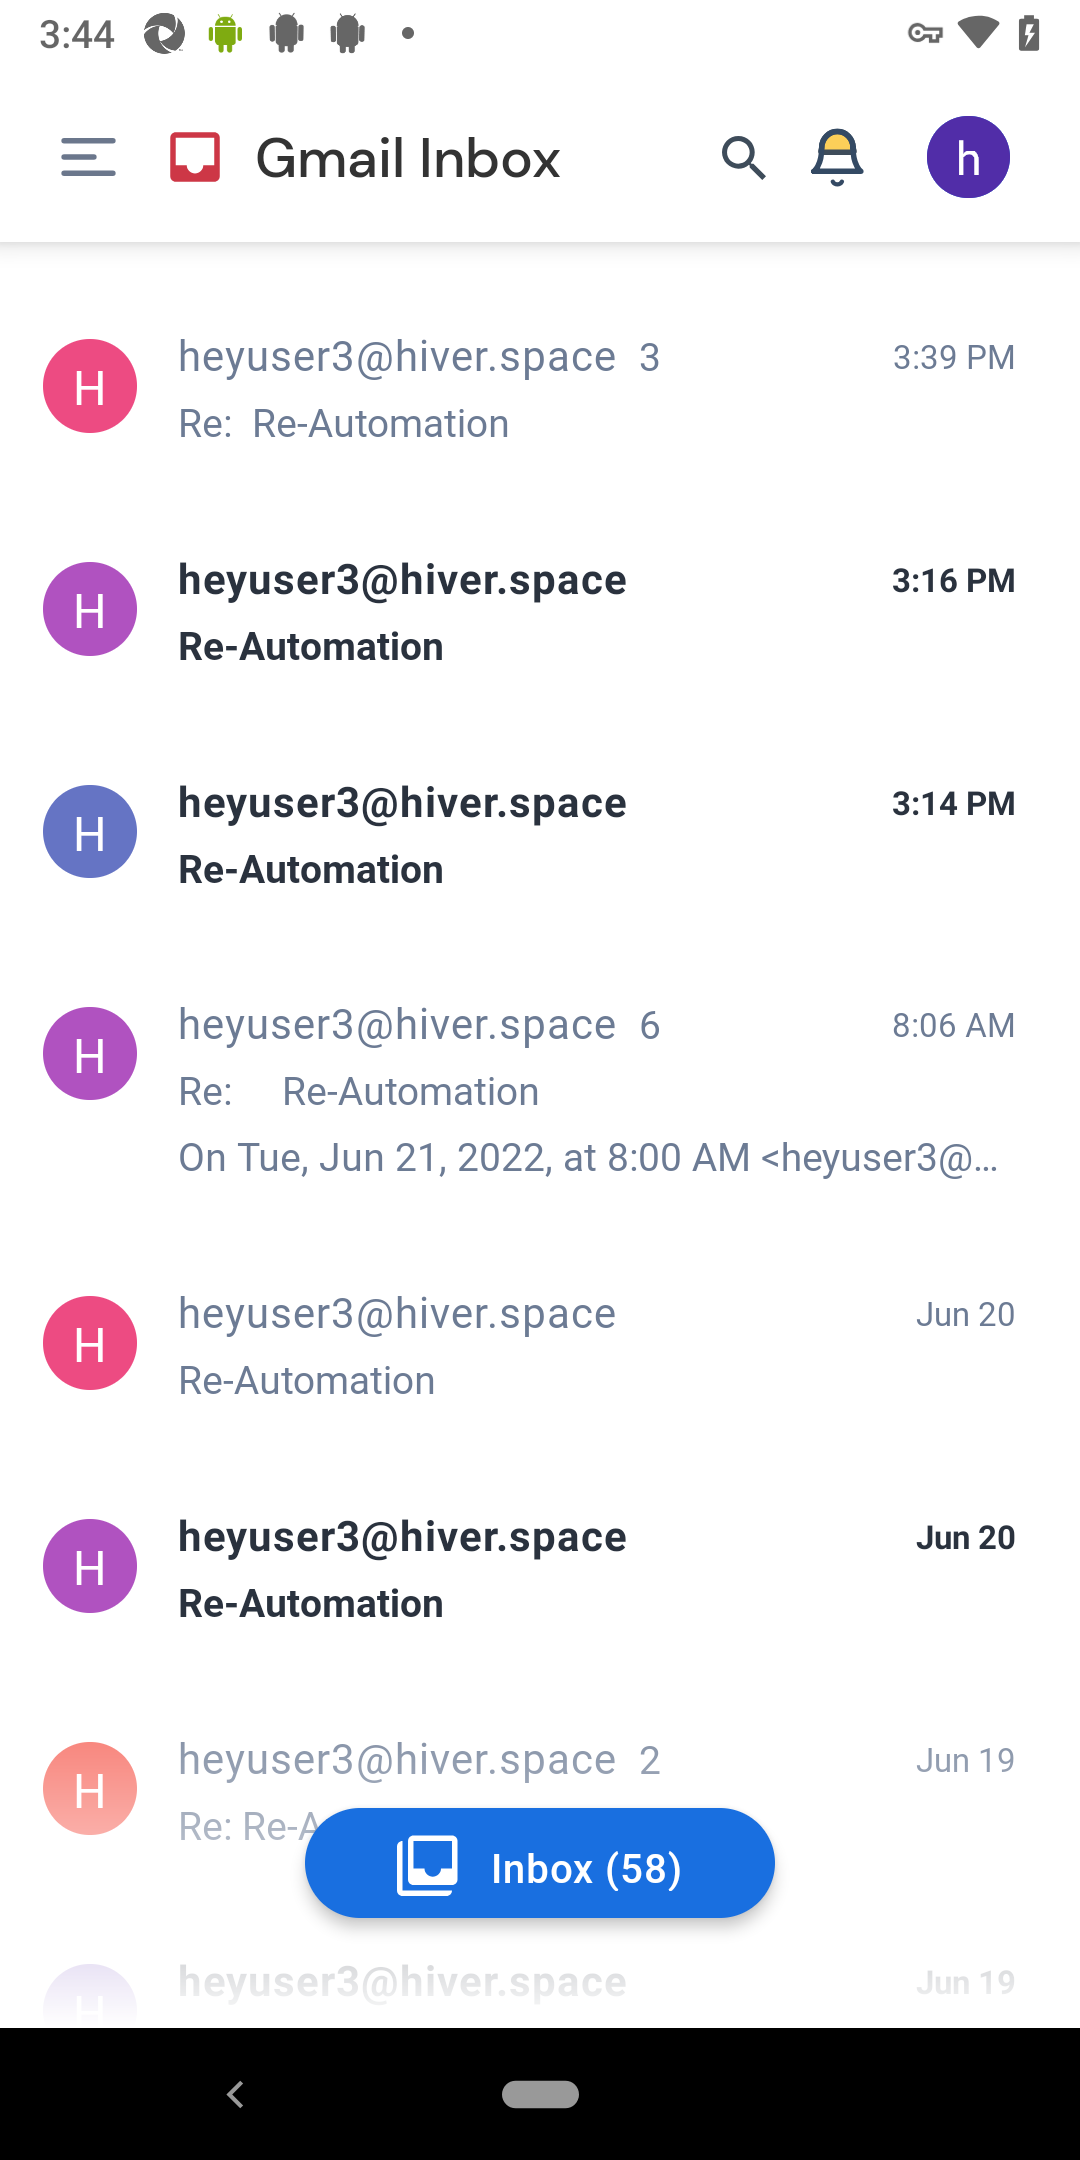 3:44
Gmail Inbox
h
H
heyuser3@hiver.space 3
3:39 PM
Re: Re-Automation
H
heyuser3@hiver.space
3:16 PM
Re-Automation
H
heyuser3@hiver.space
3:14 PM
Re-Automation
H
heyuser3@hiver.space 6
8:06 AM
Re: Re-Automation
On Tue, Jun 21, 2022, at 8:00 AM <heyuser3@...
H
heyuser3@hiver.space
Jun 20
Re-Automation
H
heyuser3@hiver.space
Jun 20
Re-Automation
H
heyuser3@hiver.space 2
Jun 19
Re: Re-A
Inbox (58)
H
heyuser3@hiver.space
Jun 19